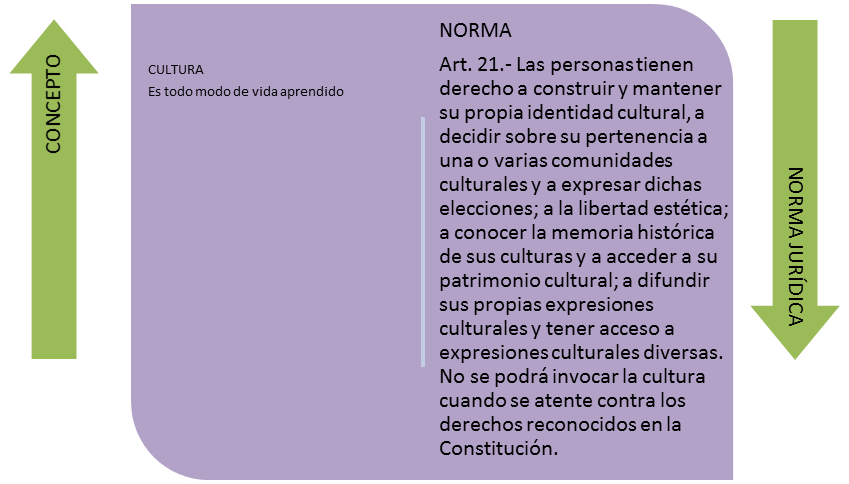 CONCEPTO
CULTURA
Es todo modo de vida aprendido
NORMA
Art. 21.- Las personas tienen
derecho a construir y mantener
su propia identidad cultural, a
decidir sobre su pertenencia a
una o varias comunidades
culturales y a expresar dichas
elecciones; a la libertad estética;
a conocer la memoria histórica
de sus culturas y a acceder a su
patrimonio cultural; a difundir
sus propias expresiones
culturales y tener acceso a
expresiones culturales diversas.
No se podrá invocar la cultura
cuando se atente contra los
derechos reconocidos en la
Constitución.
NORMA JURÍDICA